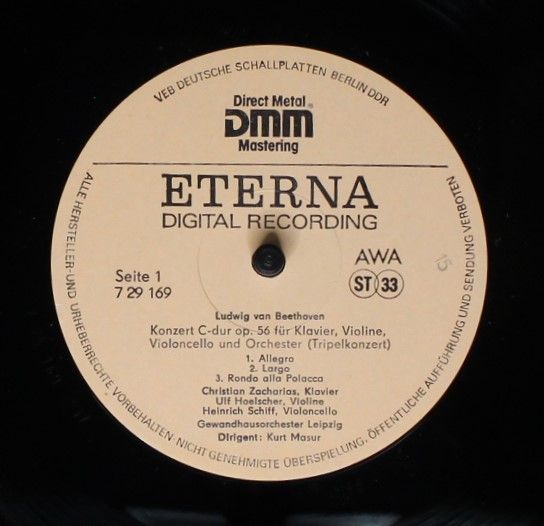 VEB DEUTSCHE SCHALLPLATTEN BERLIN DDR
Direct Metal
DMM®
Mastering
ETERNA
DIGITAL RECORDING
AWA
Seite 1
ST 33
7 29 169
15
Ludwig van Beethoven
Konzert C-dur op. 56 für Klavier, Violine,
Violoncello und Orchester (Tripelkonzert)
1. Allegro
2. Largo
3. Rondo alla Polacca
Christian Zacharias, Klavier
Ulf Hoelscher, Violine
Heinrich Schiff, Violoncello
Gewandhausorchester Leipzig
Dirigent: Kurt Masur
ALLE HERSTELLER- UND URHEBERRECHTE VORBEHALTEN · NICHT GENEHMIGTE ÜBERSPIELUNG, ÖFFENTLICHE AUFFÜHRUNG UND SENDUNG VERBOTEN